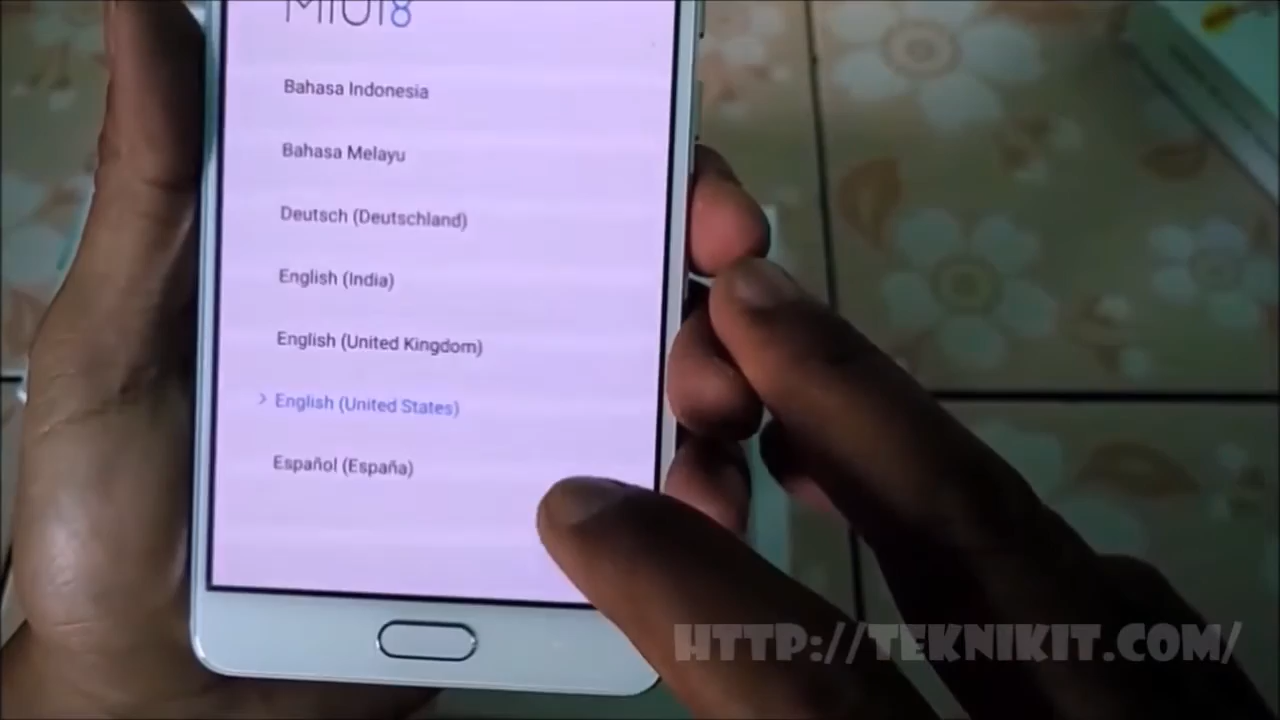 MIUI8
Bahasa Indonesia
Bahasa Melayu
Deutsch (Deutschland)
English (India)
English (United Kingdom)
> English (United States)
Español (España)
HTTP://TEKNIKIT.COM/